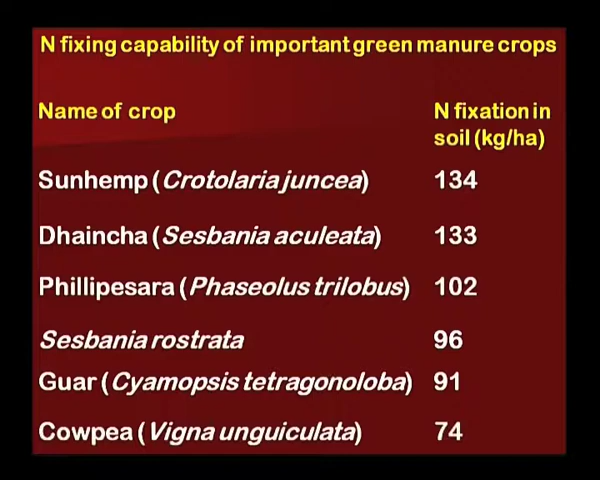 N fixing capability of important green manure crops
Name of crop N fixation in
soil (kg/ha)
Sunhemp (Crotolaria juncea) 134
Dhaincha (Sesbania aculeata) 133
Phillipesara (Phaseolus trilobus) 102
Sesbania rostrata 96
Guar (Cyamopsis tetragonoloba) 91
Cowpea (Vigna unguiculata) 74